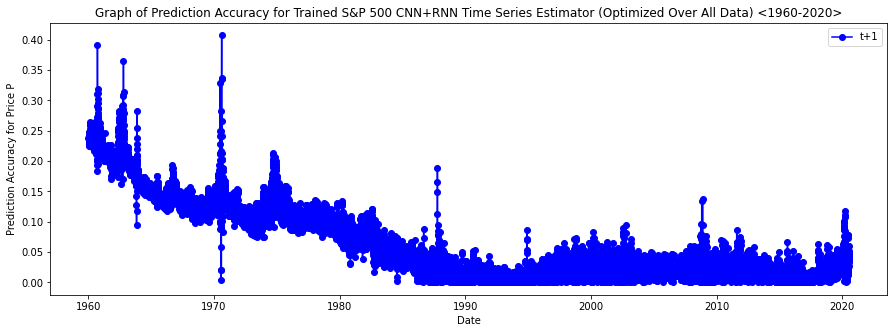 Graph of Prediction Accuracy for Trained S&P 500 CNN+RNN Time Series Estimator (Optimized Over All Data) <1960-2020>
t+1
Prediction Accuracy for Price P
0.40
0.35
0.30
0.25
0.20
0.15
0.10
0.05
0.00
1960 1970 1980 1990 2000 2010 2020
Date